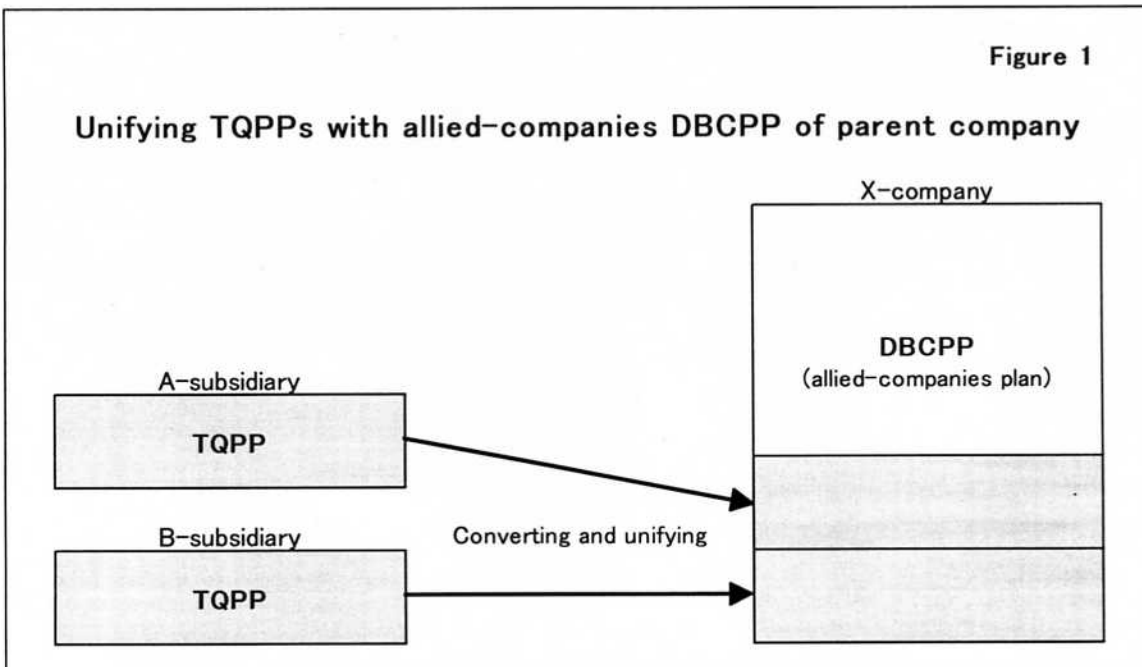 Figure 1
Unifying TQPPs with allied-companies DBCPP of parent company
X-company
DBCPP
(allied-companies plan)
A-subsidiary
TQPP
Converting and unifying
B-subsidiary
TQPP